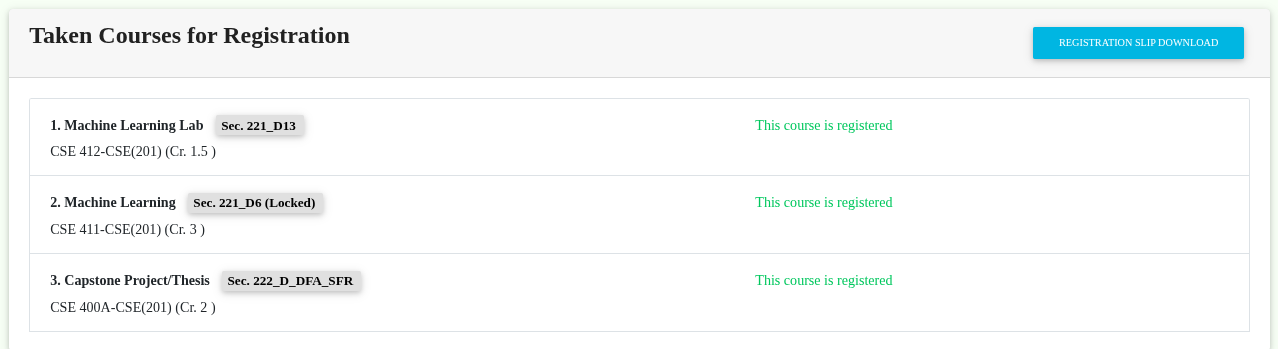 Taken Courses for Registration
REGISTRATION SLIP DOWNLOAD
1. Machine Learning Lab Sec. 221_D13
This course is registered
CSE 412-CSE(201) (Cr. 1.5 )
2. Machine Learning Sec. 221_D6 (Locked)
This course is registered
CSE 411-CSE(201) (Cr. 3 )
3. Capstone Project/Thesis Sec. 222_D_DFA_SFR
This course is registered
CSE 400A-CSE(201) (Cr. 2 )